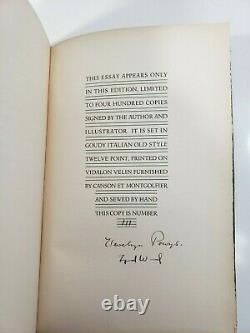 THIS ESSAY APPEARS ONLY
IN THIS EDITION, LIMITED
TO FOUR HUNDRED COPIES
SIGNED BY THE AUTHOR AND
ILLUSTRATOR. IT IS SET IN
GOUDY ITALIAN OLD STYLE
TWELVE POINT, PRINTED ON
VIDALON VELIN FURNISHED
BY CANSON ET MONTGOLFIER
AND SEWED BY HAND
THIS COPY IS NUMBER
111
Llewelyn Powys.
Lynd Ward